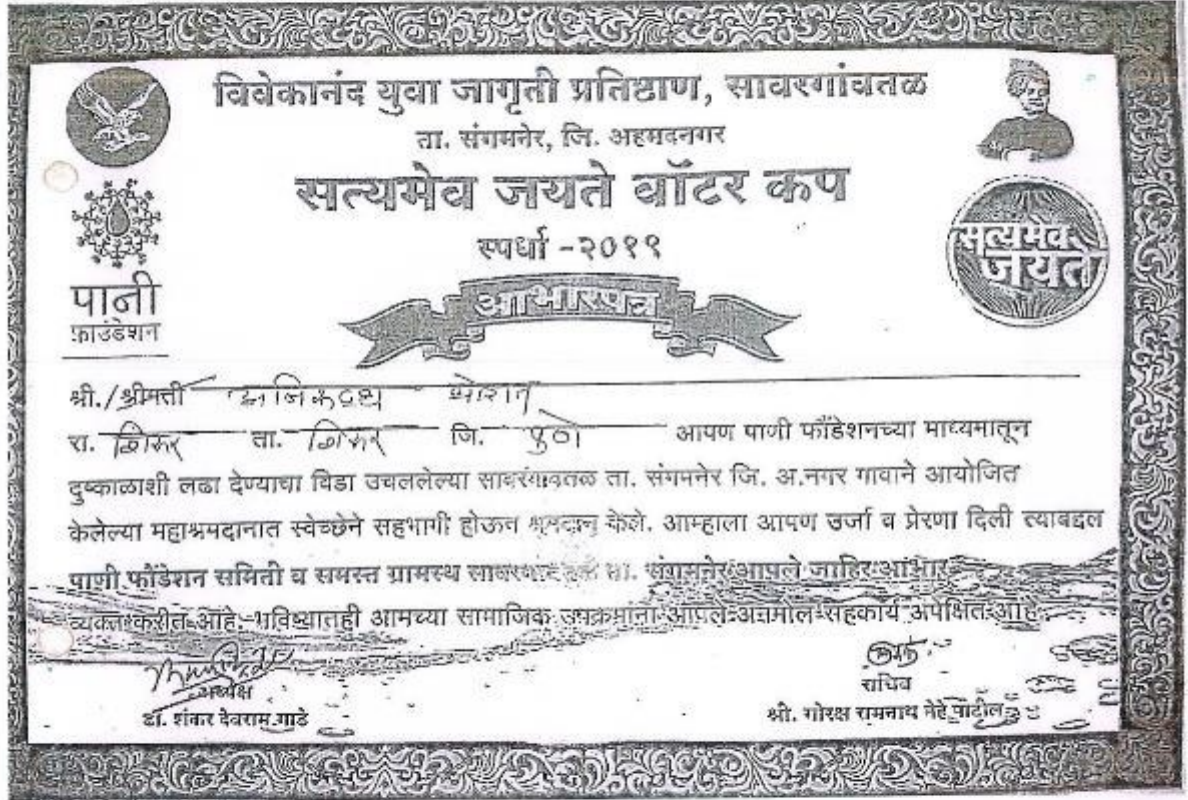 विवेकानंद युवा जागृती प्रतिष्टाण, सावरगांवतळ
ता. संगमनेर, जि. अहमदनगर
सत्यमेव जयते वॉटर कप
स्पर्धा -२०१९
आभारपत्र
पानी
फ़ाउंडेशन
सत्यमेव
जयते
श्री./श्रीमत्ती
रा. शिरूर ता. शिरूर जि. पुणे आपण पाणी फौंडेशनच्या माध्यमातून
दुष्काळाशी लढा देण्याचा विडा उचललेल्या सावरंगावतळ ता. संगमनेर जि. अ.नगर गावाने आयोजित
केलेल्या महाश्रमदानात स्वेच्छेने सहभागी होऊन श्रमदान केले. आम्हाला आपण उर्जा व प्रेरणा दिली त्याबद्दल
पाणी फौंडेशन समिती व समस्त ग्रामस्थ ता. संगमनेर आपले जाहिर आभार
व्यक्त करीत आहे. भविष्यातही आमच्या सामाजिक उपक्रमांना आपले अनमोल सहकार्य अपेक्षित आहे.
अध्यक्ष
डॉ. शंकर देवराम गाडे
सचिव
श्री. गोरक्ष रामनाथ नेहे पाटील